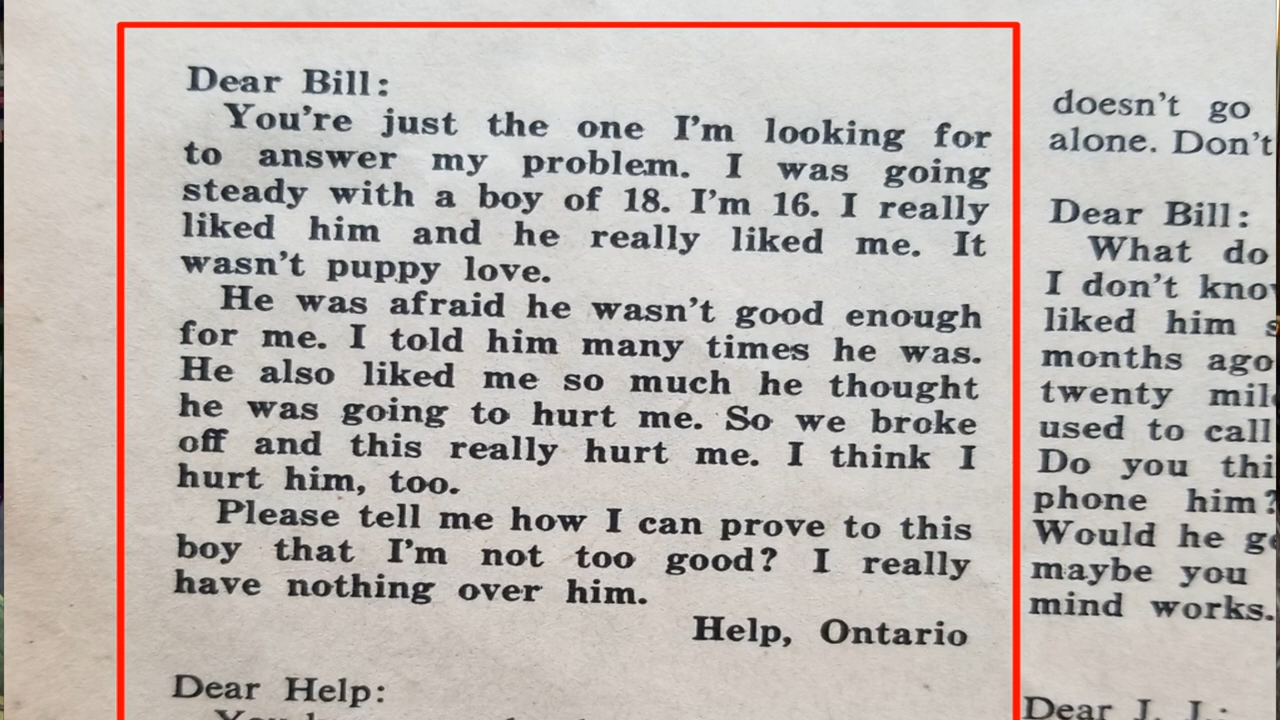 Dear Bill:
You're just the one I'm looking for
to answer my problem. I was going
steady with a boy of 18. I'm 16. I really
liked him and he really liked me. It
wasn't puppy love.
He was afraid he wasn't good enough
for me. I told him many times he was.
He also liked me so much he thought
he was going to hurt me. So we broke
off and this really hurt me. I think I
hurt him, too.
Please tell me how I can prove to this
boy that I'm not too good? I really
have nothing over him.
Help, Ontario
Dear Help:
doesn't go
alone. Don't
Dear Bill:
What do
I don't
liked him
months ago
twenty
used to call
Do you
phone him?
Would he
maybe you
mind works.
Dear J. J.: